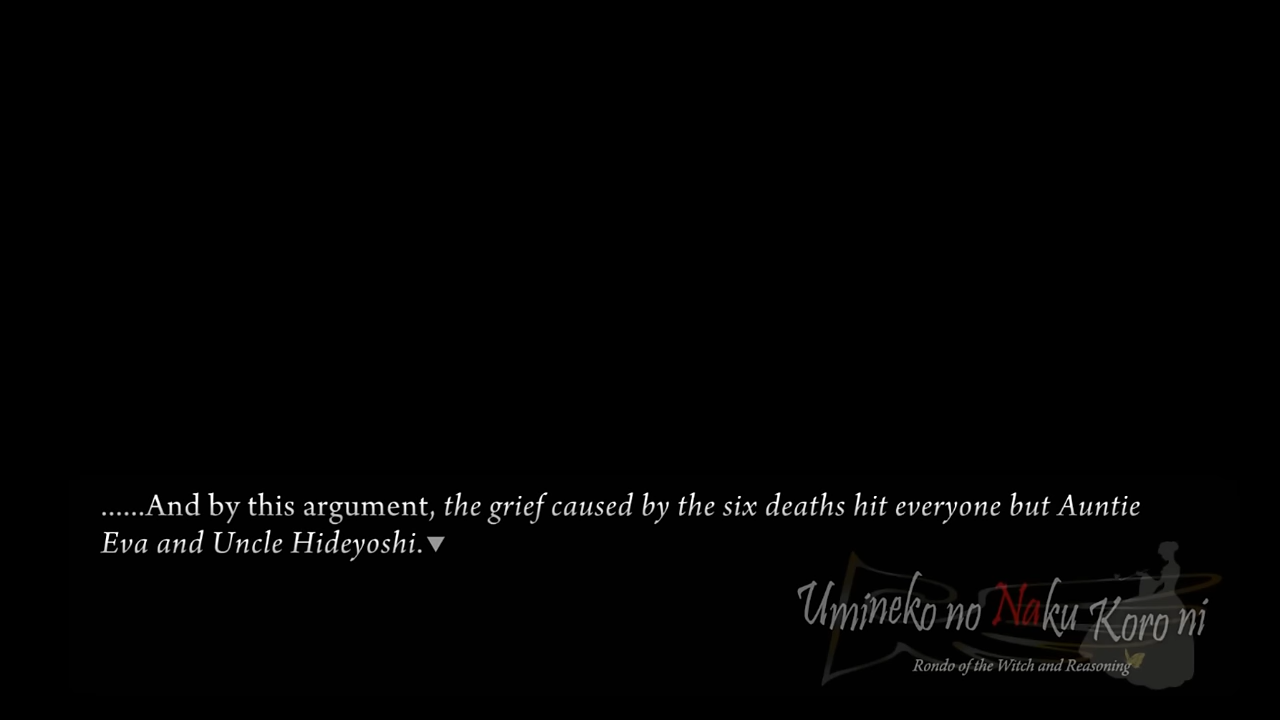 ......And by this argument, the grief caused by the six deaths hit everyone but Auntie
Eva and Uncle Hideyoshi.
Umineko no Naku Koro ni
Rondo of the Witch and Reasoning